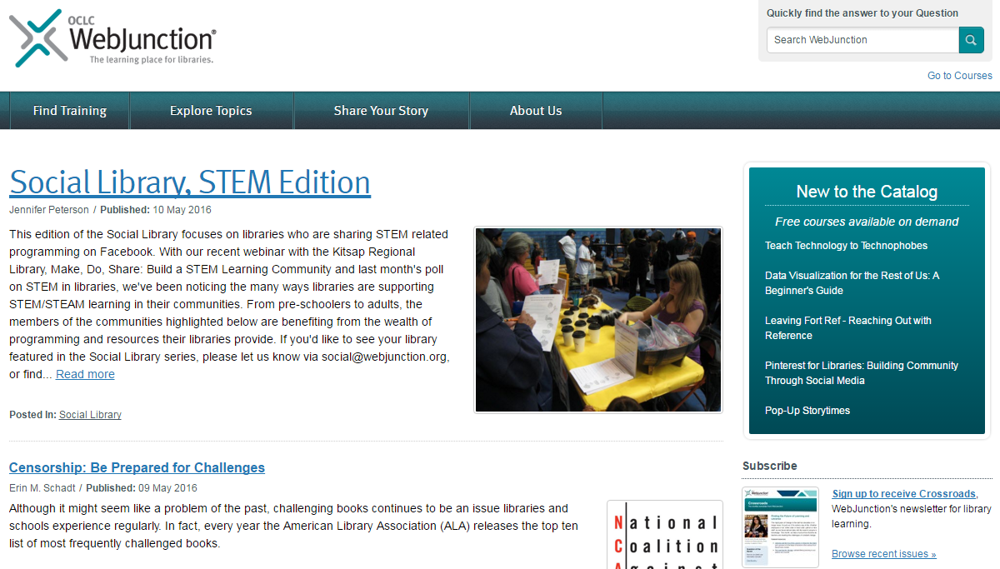 OCLC
WebJunction®
The learning place for libraries.
Quickly find the answer to your Question
Search WebJunction
Go to Courses
Find Training
Explore Topics
Share Your Story
About Us
Social Library, STEM Edition
Jennifer Peterson / Published: 10 May 2016
This edition of the Social Library focuses on libraries who are sharing STEM related
programming on Facebook. With our recent webinar with the Kitsap Regional
Library, Make, Do, Share: Build a STEM Learning Community and last month's poll
on STEM in libraries, we've been noticing the many ways libraries are supporting
STEM/STEAM learning in their communities. From pre-schoolers to adults, the
members of the communities highlighted below are benefiting from the wealth of
programming and resources their libraries provide. If you'd like to see your library
featured in the Social Library series, please let us know via social@webjunction.org,
or find... Read more
Posted In: Social Library
Censorship: Be Prepared for Challenges
Erin M. Schadt / Published: 09 May 2016
Although it might seem like a problem of the past, challenging books continues to be an issue libraries and
schools experience regularly. In fact, every year the American Library Association (ALA) releases the top ten
list of most frequently challenged books.
National
Coalition
Against
New to the Catalog
Free courses available on demand
Teach Technology to Technophobes
Data Visualization for the Rest of Us: A
Beginner's Guide
Leaving Fort Ref - Reaching Out with
Reference
Pinterest for Libraries: Building Community
Through Social Media
Pop-Up Storytimes
Subscribe
WebJunction
Crossroads
Sign up to receive Crossroads,
WebJunction's newsletter for library
learning.
Browse recent issues »